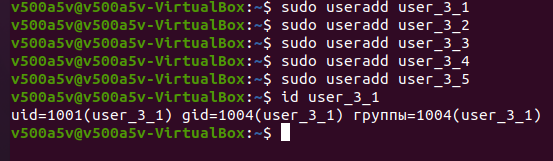 v500a5v@v500a5v-VirtualBox:~$ sudo useradd user_3_1
v500a5v@v500a5v-VirtualBox:~$ sudo useradd user_3_2
v500a5v@v500a5v-VirtualBox:~$ sudo useradd user_3_3
v500a5v@v500a5v-VirtualBox:~$ sudo useradd user_3_4
v500a5v@v500a5v-VirtualBox:~$ sudo useradd user_3_5
v500a5v@v500a5v-VirtualBox:~$ id user_3_1
uid=1001(user_3_1) gid=1004(user_3_1) группы=1004(user_3_1)
v500a5v@v500a5v-VirtualBox:~$